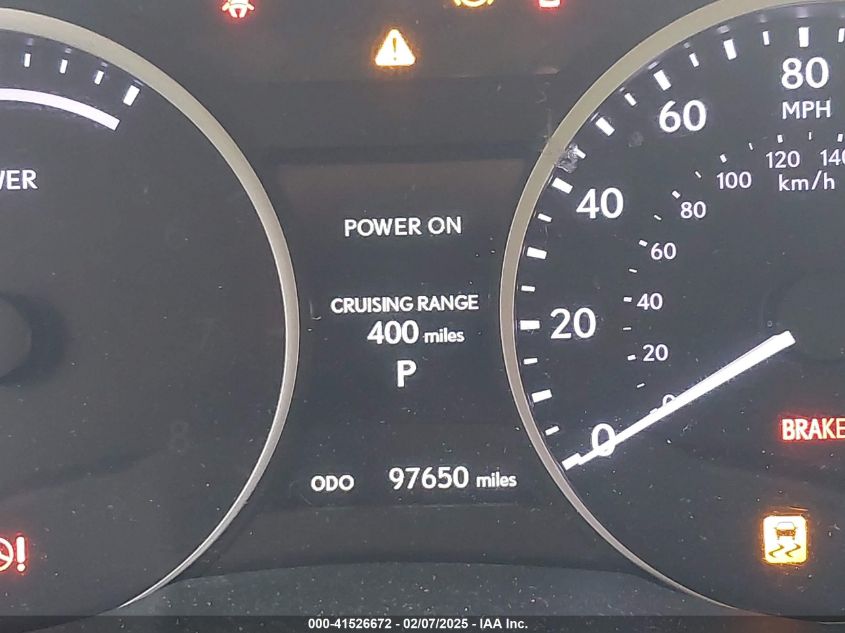 80
MPH
60
120 140
100 km/h
WER
40
80
POWER ON
60
CRUISING RANGE
40
400 miles
20
20
P
0
BRAKE
0
ODO 97650 miles
!
000-41526672 - 02/07/2025 - IAA Inc.